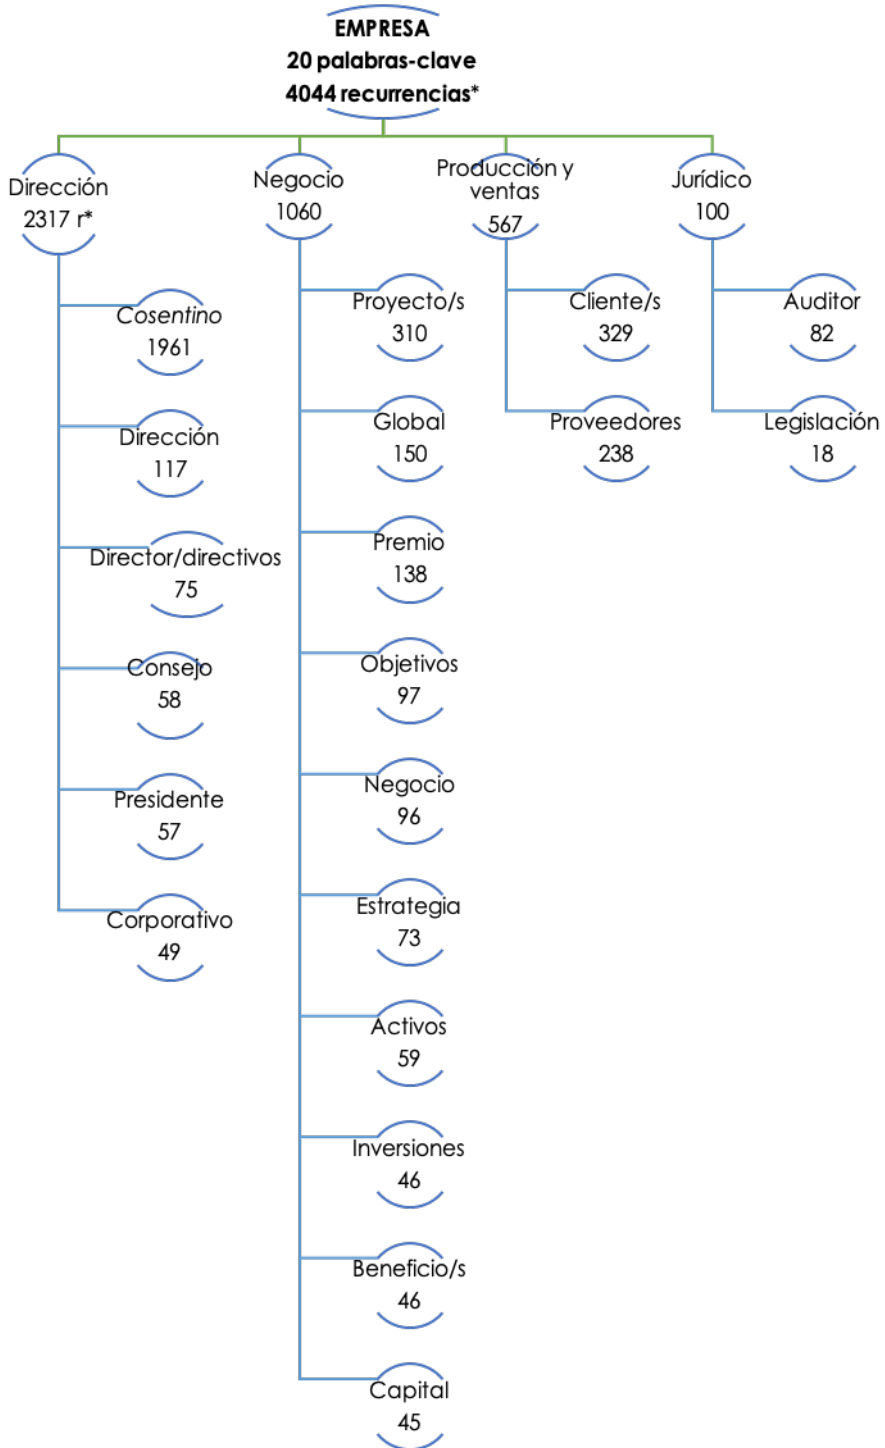 EMPRESA
20 palabras-clave
4044 recurrencias*
Dirección
2317 r*
Cosentino
1961
Dirección
117
Director/directivos
75
Consejo
58
Presidente
57
Corporativo
49
Negocio
1060
Proyecto/s
310
Global
150
Premio
138
Objetivos
97
Negocio
96
Estrategia
73
Activos
59
Inversiones
46
Beneficio/s
46
Capital
45
Producción y
ventas
567
Cliente/s
329
Proveedores
238
Jurídico
100
Auditor
82
Legislación
18